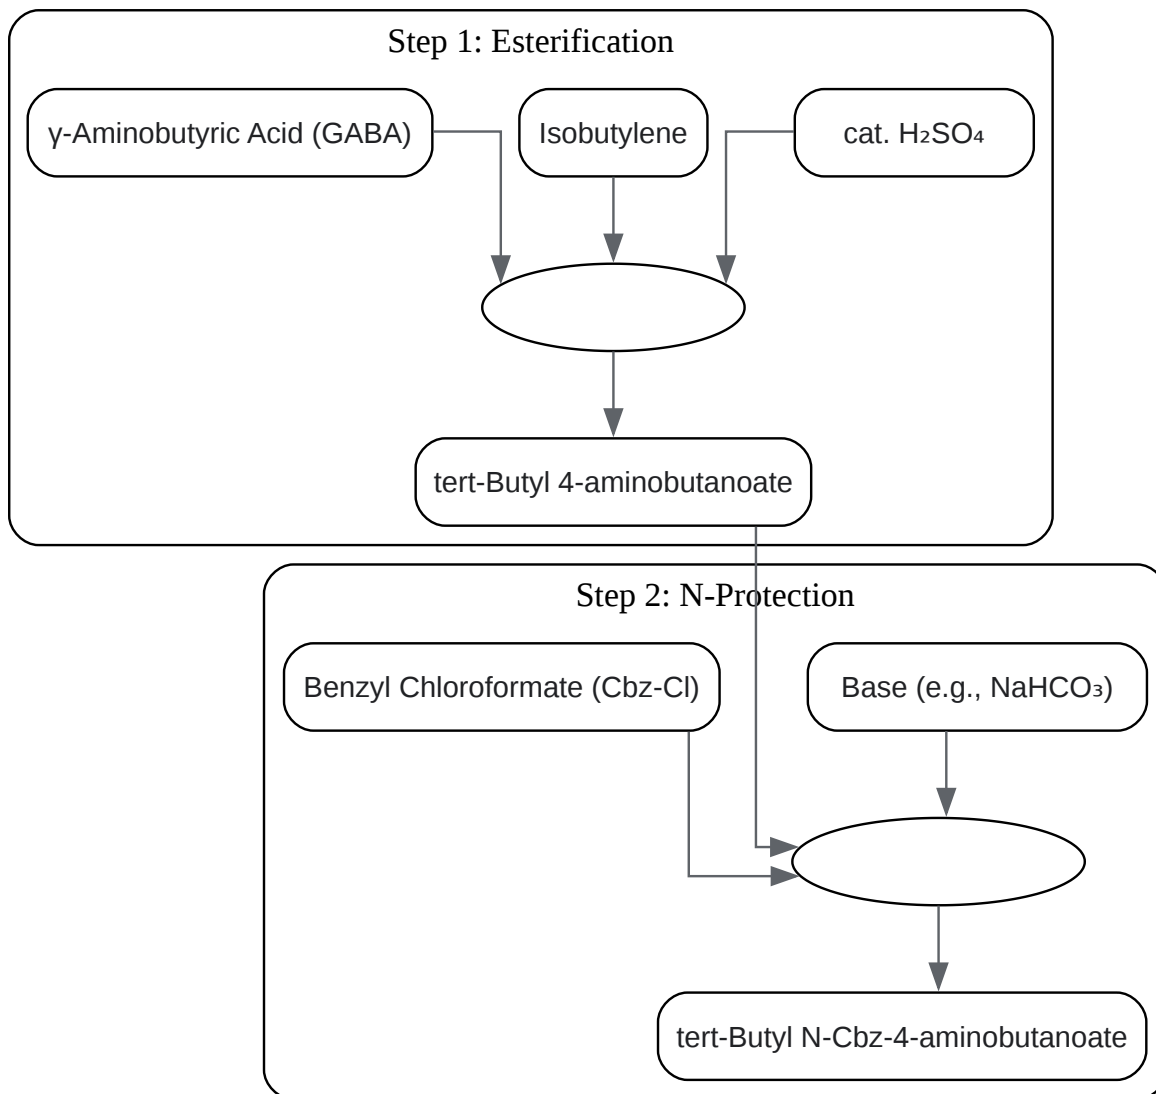 Step 1: Esterification
γ-Aminobutyric Acid (GABA)
Isobutylene
cat. H₂SO₄
tert-Butyl 4-aminobutanoate
Step 2: N-Protection
Benzyl Chloroformate (Cbz-Cl)
Base (e.g., NaHCO₃)
tert-Butyl N-Cbz-4-aminobutanoate